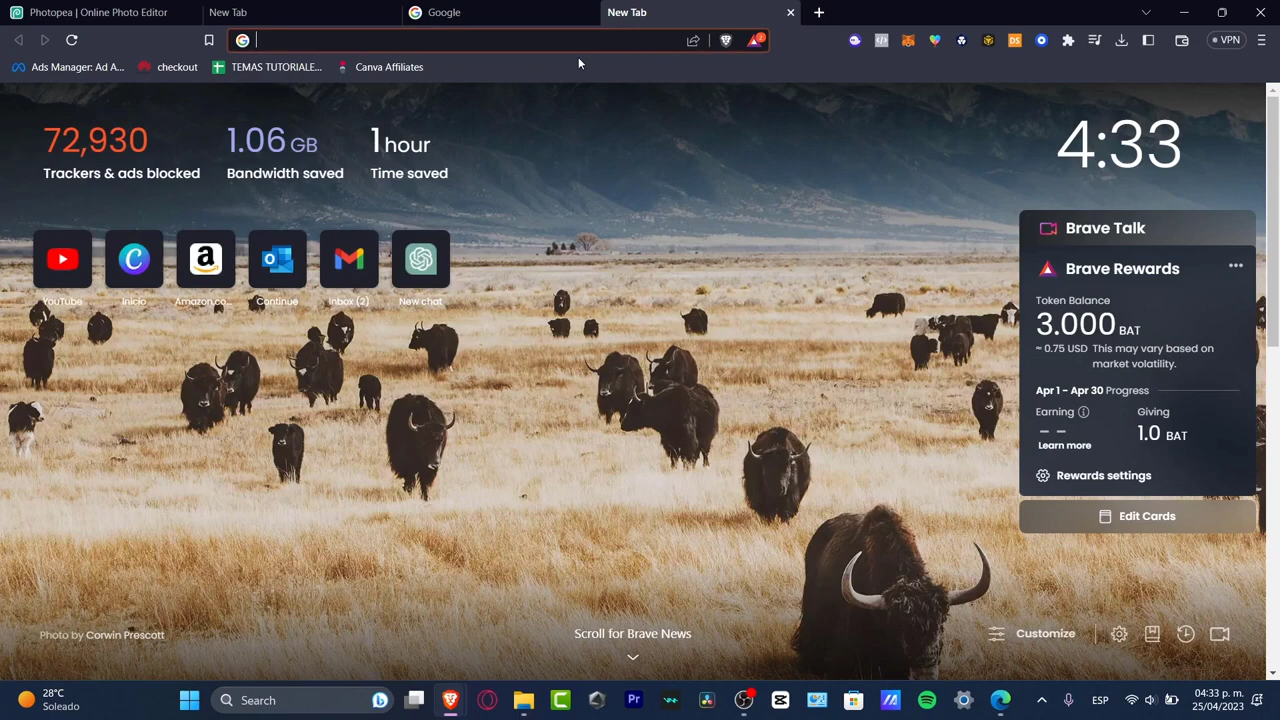 Photopea | Online Photo Editor
New Tab
Google
New Tab
VPN
Ads Manager: Ad A...
checkout
TEMAS TUTORIALE...
Canva Affiliates
72,930
Trackers & ads blocked
1.06 GB
Bandwidth saved
1 hour
Time saved
4:33
YouTube
Inicio
Amazon.co...
Continue
Inbox (2)
New chat
Brave Talk
Brave Rewards
Token Balance
3.000 BAT
≈ 0.75 USD This may vary based on
market volatility.
Apr 1 - Apr 30 Progress
Earning
Giving
– –
1.0 BAT
Learn more
Rewards settings
Edit Cards
Photo by Corwin Prescott
Scroll for Brave News
Customize
28°C
Soleado
Search
Pr
ESP
04:33 p. m.
25/04/2023